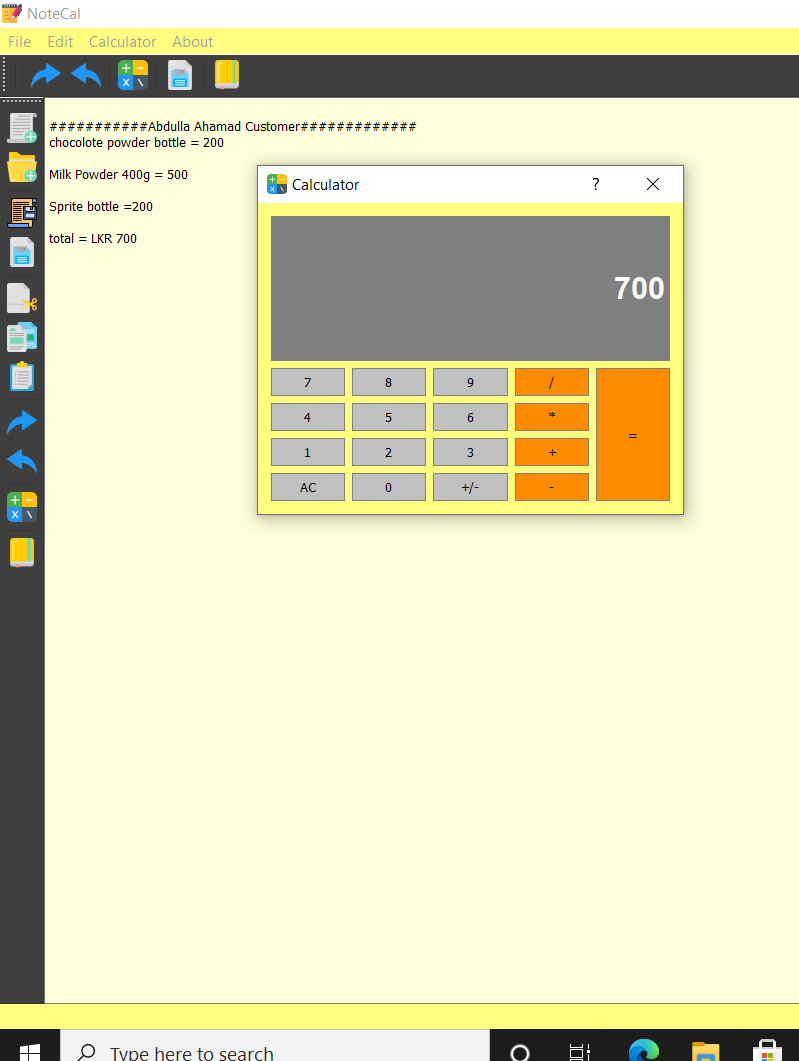 NoteCal
File Edit Calculator About
###########Abdulla Ahamad Customer#############
chocolote powder bottle = 200
Milk Powder 400g = 500
Sprite bottle =200
total = LKR 700
Calculator ?
700
7 8 9 /
4 5 6 *
=
1 2 3 +
AC 0 +/- -
Type here to search